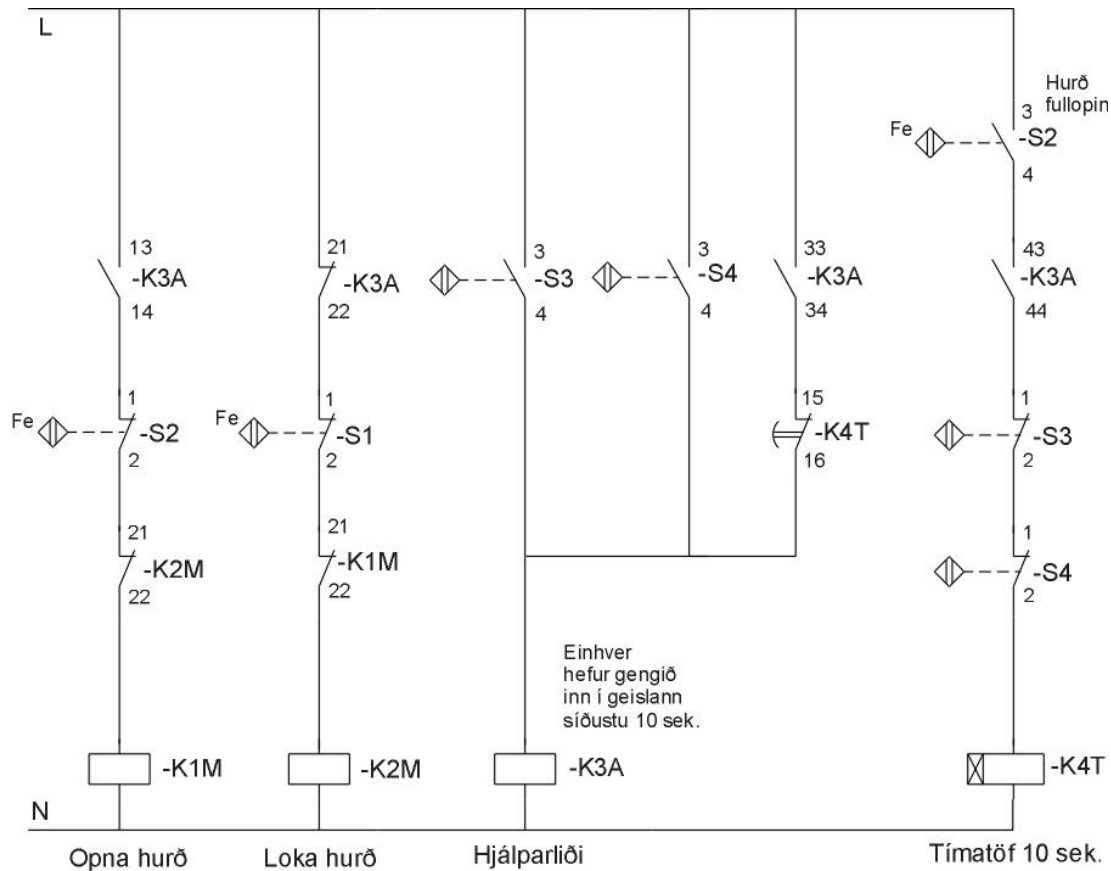 L
Hurð
fullopin
3
Fe
-S2
4
13
-K3A
14
21
-K3A
22
3
-S3
4
3
-S4
4
33
-K3A
34
43
-K3A
44
Fe
1
-S2
2
Fe
1
-S1
2
15
-K4T
16
1
-S3
2
21
-K2M
22
21
-K1M
22
1
-S4
2
Einhver
hefur gengið
inn í geislann
síðustu 10 sek.
-K1M
-K2M
-K3A
-K4T
N
Opna hurð
Loka hurð
Hjálparliði
Tímatöf 10 sek.